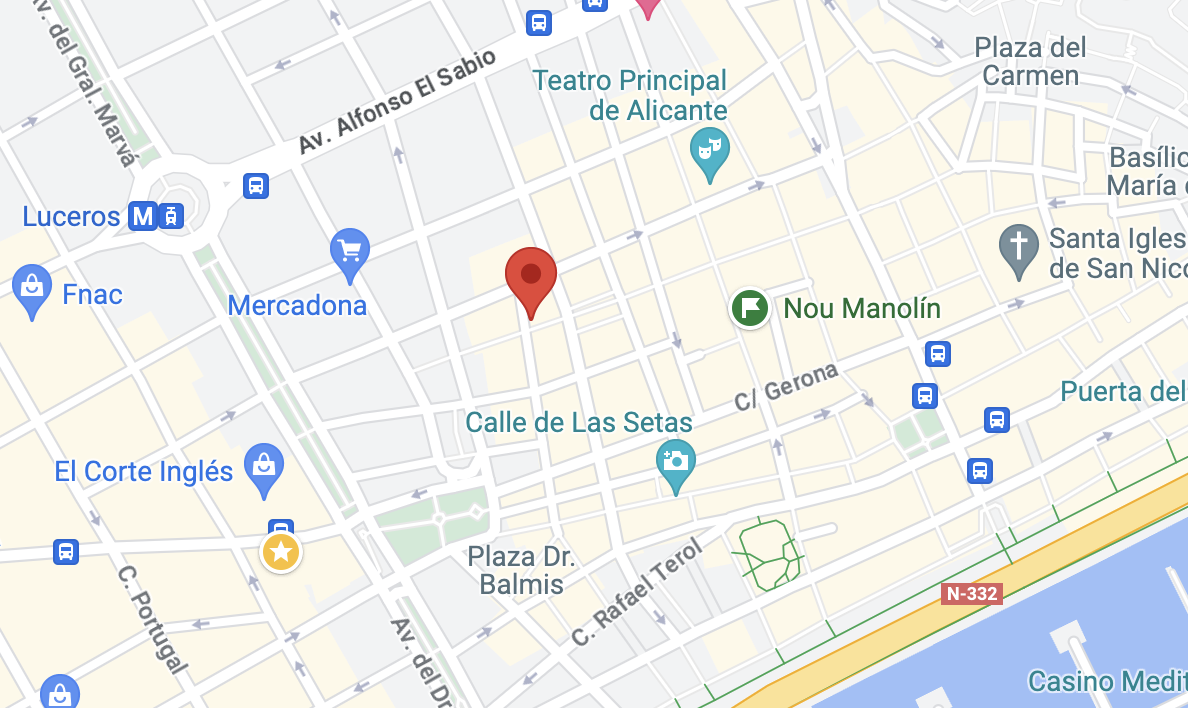 Av. del Gral. Marvá
Av. Alfonso El Sabio
Teatro Principal
de Alicante
Plaza del
Carmen
Basílic
María
Luceros M
Santa Igles
de San Nico
Fnac
Mercadona
Nou Manolín
C/ Gerona
Puerta del
Calle de Las Setas
El Corte Inglés
Plaza Dr.
Balmis
C. Rafael Terol
N-332
C. Portugal
Av. del Dr
Casino Medit